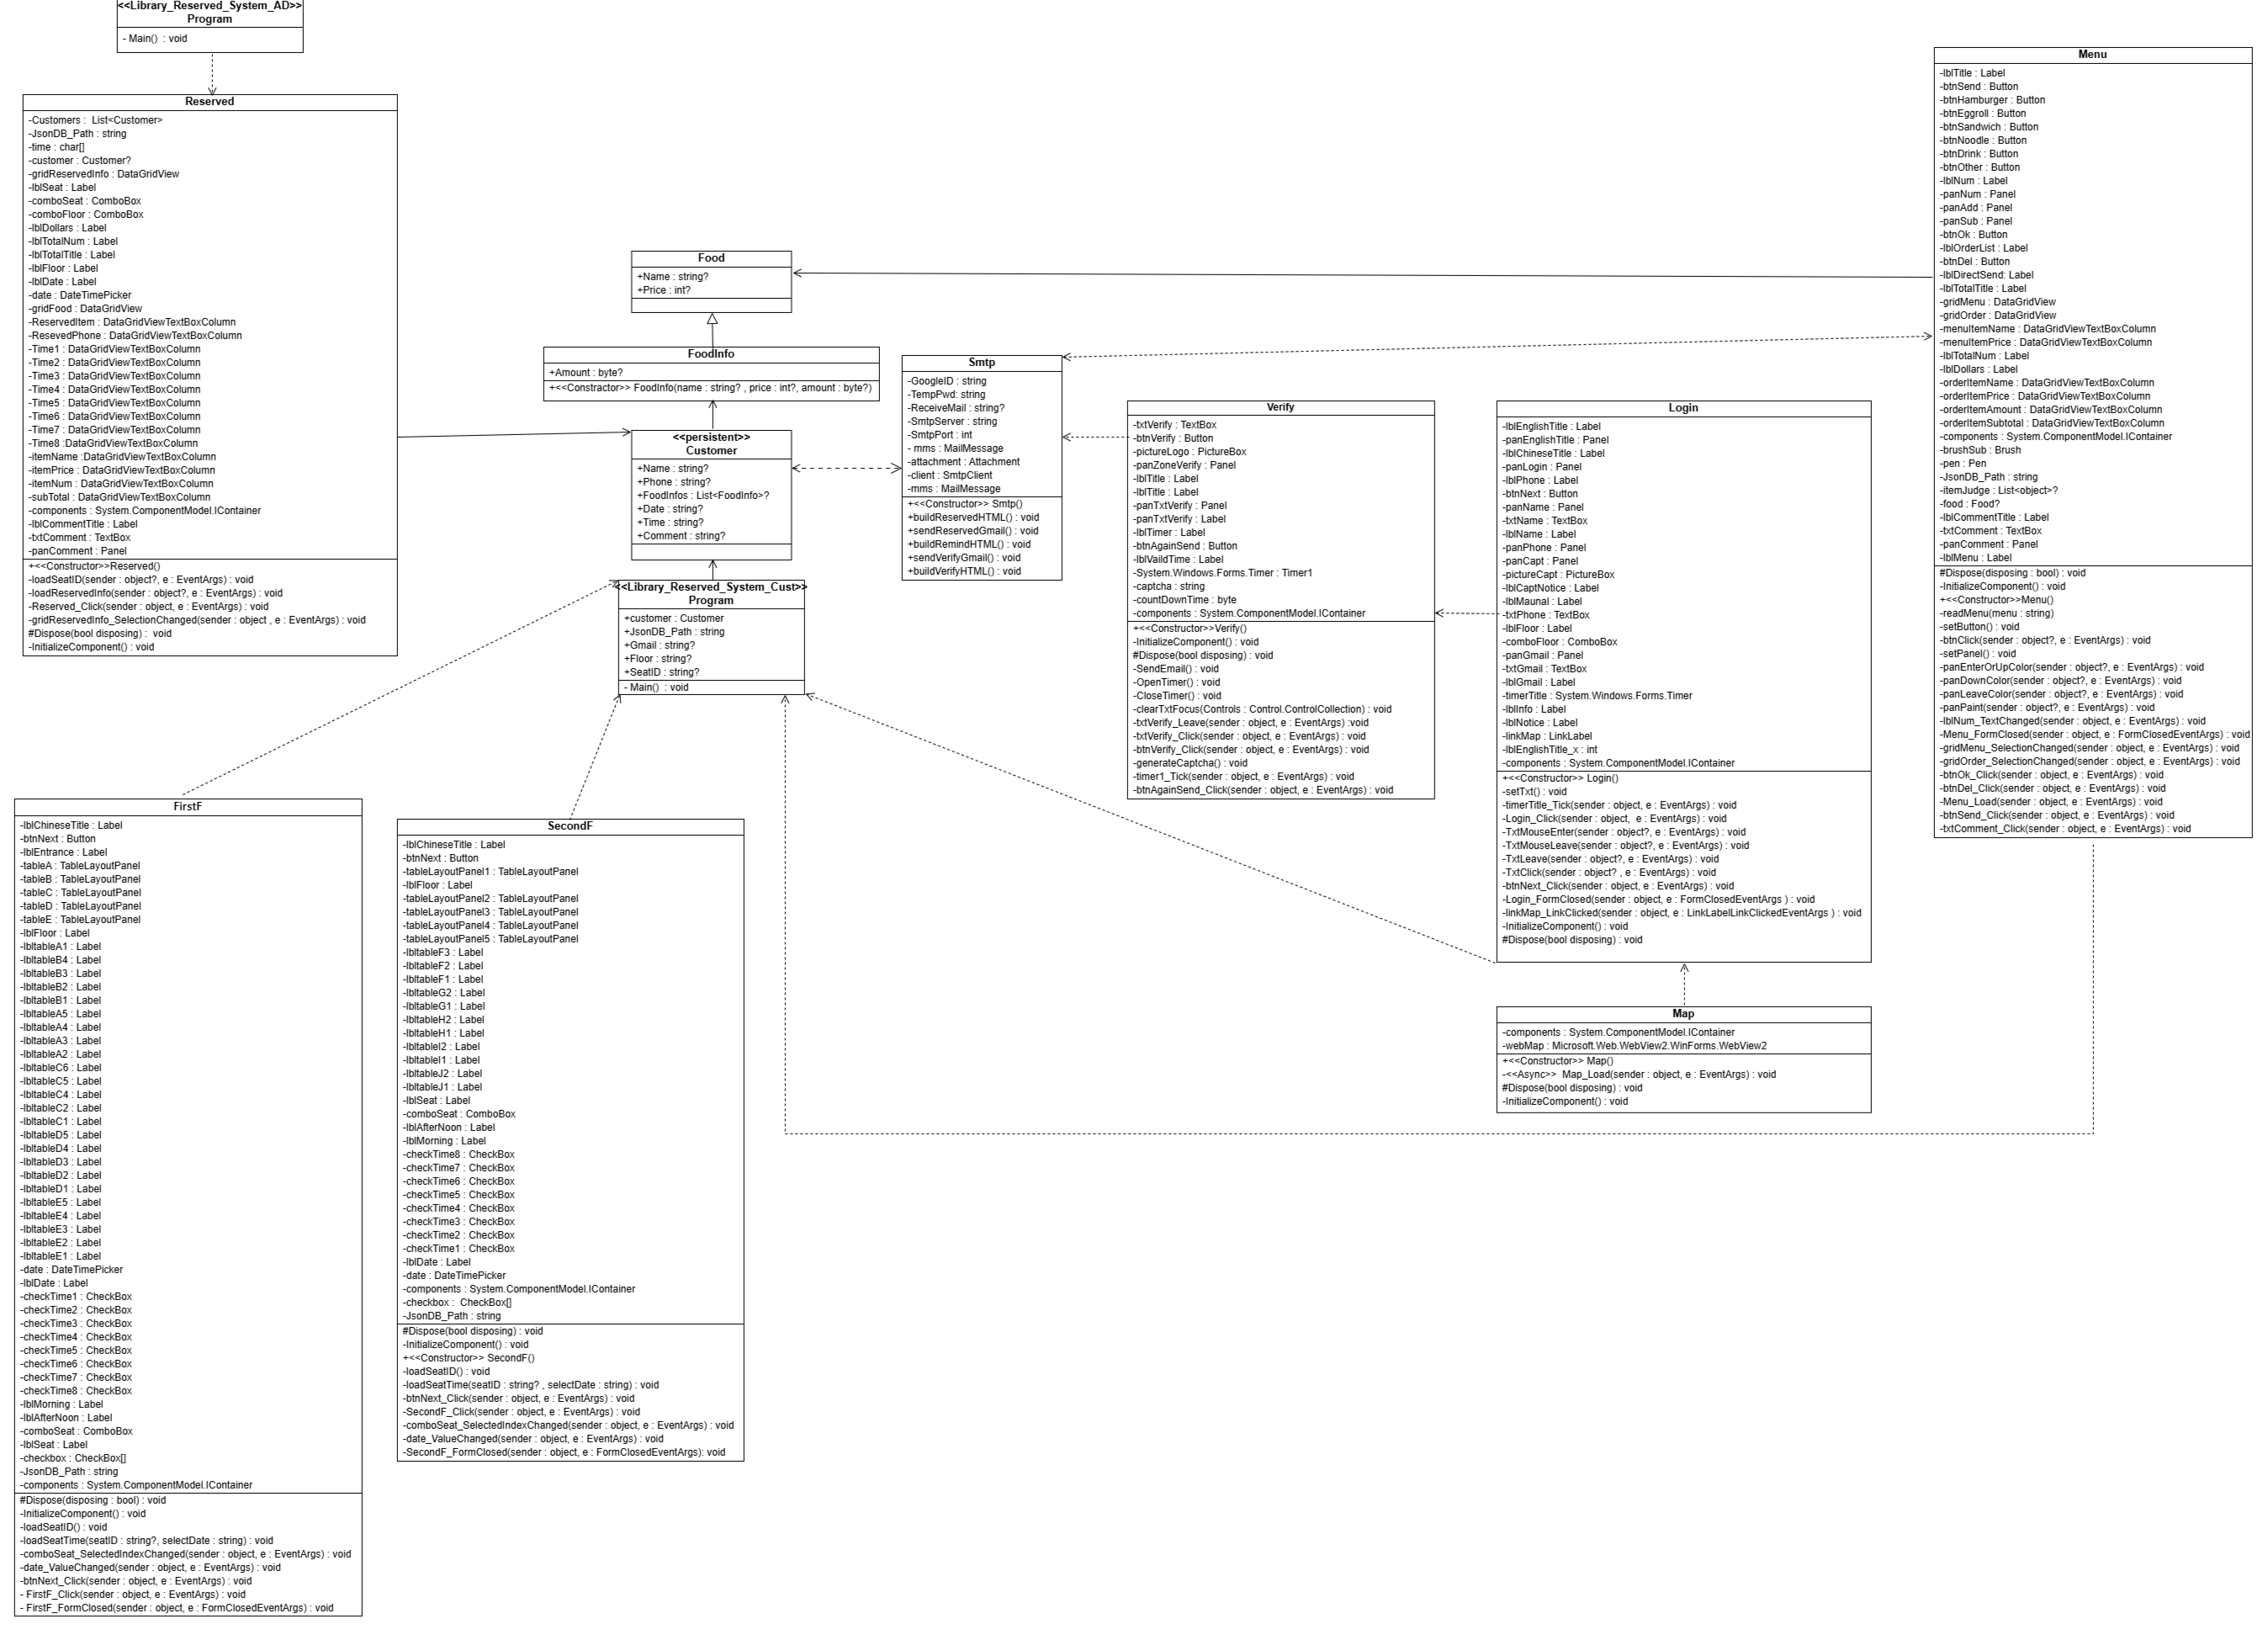 <<Library_Reserved_System_AD>>
Program
- Main()  : void
Reserved
-Customers :  List<Customer>
-JsonDB_Path : string
-time : char[]
-customer : Customer?
-gridReservedInfo : DataGridView
-lblSeat : Label
-comboSeat : ComboBox
-comboFloor : ComboBox
-lblDollars : Label
-lblTotalNum : Label
-lblTotalTitle : Label
-lblFloor : Label
-lblDate : Label
-date : DateTimePicker
-gridFood : DataGridView
-ReservedItem : DataGridViewTextBoxColumn
-ResevedPhone : DataGridViewTextBoxColumn
-Time1 : DataGridViewTextBoxColumn
-Time2 : DataGridViewTextBoxColumn
-Time3 : DataGridViewTextBoxColumn
-Time4 : DataGridViewTextBoxColumn
-Time5 : DataGridViewTextBoxColumn
-Time6 : DataGridViewTextBoxColumn
-Time7 : DataGridViewTextBoxColumn
-Time8 :DataGridViewTextBoxColumn
-itemName :DataGridViewTextBoxColumn
-itemPrice : DataGridViewTextBoxColumn
-itemNum : DataGridViewTextBoxColumn
-subTotal : DataGridViewTextBoxColumn
-components : System.ComponentModel.IContainer
-lblCommentTitle : Label
-txtComment : TextBox
-panComment : Panel
+<<Constructor>>Reserved()
-loadSeatID(sender : object?, e : EventArgs) : void
-loadReservedInfo(sender : object?, e : EventArgs) : void
-Reserved_Click(sender : object, e : EventArgs) : void
-gridReservedInfo_SelectionChanged(sender : object , e : EventArgs) : void
#Dispose(bool disposing) :  void
-InitializeComponent() : void
Food
+Name : string?
+Price : int?
FoodInfo
+Amount : byte?
+<<Constractor>> FoodInfo(name : string? , price : int?, amount : byte?)
<<persistent>>
Customer
+Name : string?
+Phone : string?
+FoodInfos : List<FoodInfo>?
+Date : string?
+Time : string?
+Comment : string?
<<Library_Reserved_System_Cust>>
Program
+customer : Customer
+JsonDB_Path : string
+Gmail : string?
+Floor : string?
+SeatID : string?
- Main()  : void
Smtp
-GoogleID : string
-TempPwd: string
-ReceiveMail : string?
-SmtpServer : string
-SmtpPort : int
- mms : MailMessage
-attachment : Attachment
-client : SmtpClient
-mms : MailMessage
+<<Constructor>> Smtp()
+buildReservedHTML() : void
+sendReservedGmail() : void
+buildRemindHTML() : void
+sendVerifyGmail() : void
+buildVerifyHTML() : void
Verify
-txtVerify : TextBox
-btnVerify : Button
-pictureLogo : PictureBox
-panZoneVerify : Panel
-lblTitle : Label
-lblTitle : Label
-panTxtVerify : Panel
-panTxtVerify : Label
-lblTimer : Label
-btnAgainSend : Button
-lblVaildTime : Label
-System.Windows.Forms.Timer : Timer1
-captcha : string
-countDownTime : byte
-components : System.ComponentModel.IContainer
+<<Constructor>>Verify()
-InitializeComponent() : void
#Dispose(bool disposing) : void
-SendEmail() : void
-OpenTimer() : void
-CloseTimer() : void
-clearTxtFocus(Controls : Control.ControlCollection) : void
-txtVerify_Leave(sender : object, e : EventArgs) :void
-txtVerify_Click(sender : object, e : EventArgs) : void
-btnVerify_Click(sender : object, e : EventArgs) : void
-generateCaptcha() : void
-timer1_Tick(sender : object, e : EventArgs) : void
-btnAgainSend_Click(sender : object, e : EventArgs) : void
Login
-lblEnglishTitle : Label
-panEnglishTitle : Panel
-lblChineseTitle : Label
-panLogin : Panel
-lblPhone : Label
-btnNext : Button
-panName : Panel
-txtName : TextBox
-lblName : Label
-panPhone : Panel
-panCapt : Panel
-pictureCapt : PictureBox
-lblCaptNotice : Label
-lblMaunal : Label
-txtPhone : TextBox
-lblFloor : Label
-comboFloor : ComboBox
-panGmail : Panel
-txtGmail : TextBox
-lblGmail : Label
-timerTitle : System.Windows.Forms.Timer
-lblInfo : Label
-lblNotice : Label
-linkMap : LinkLabel
-lblEnglishTitle_x : int
-components : System.ComponentModel.IContainer
+<<Constructor>> Login()
-setTxt() : void
-timerTitle_Tick(sender : object, e : EventArgs) : void
-Login_Click(sender : object,  e : EventArgs) : void
-TxtMouseEnter(sender : object?, e : EventArgs) : void
-TxtMouseLeave(sender : object?, e : EventArgs) : void
-TxtLeave(sender : object?, e : EventArgs) : void
-TxtClick(sender : object? , e : EventArgs) : void
-btnNext_Click(sender : object, e : EventArgs) : void
-Login_FormClosed(sender : object, e : FormClosedEventArgs ) : void
-linkMap_LinkClicked(sender : object, e : LinkLabelLinkClickedEventArgs ) : void
-InitializeComponent() : void
#Dispose(bool disposing) : void
Map
-components : System.ComponentModel.IContainer
-webMap : Microsoft.Web.WebView2.WinForms.WebView2
+<<Constructor>> Map()
-<<Async>>  Map_Load(sender : object, e : EventArgs) : void
#Dispose(bool disposing) : void
-InitializeComponent() : void
Menu
-lblTitle : Label
-btnSend : Button
-btnHamburger : Button
-btnEggroll : Button
-btnSandwich : Button
-btnNoodle : Button
-btnDrink : Button
-btnOther : Button
-lblNum : Label
-panNum : Panel
-panAdd : Panel
-panSub : Panel
-btnOk : Button
-lblOrderList : Label
-btnDel : Button
-lblDirectSend: Label
-lblTotalTitle : Label
-gridMenu : DataGridView
-gridOrder : DataGridView
-menuItemName : DataGridViewTextBoxColumn
-menuItemPrice : DataGridViewTextBoxColumn
-lblTotalNum : Label
-lblDollars : Label
-orderItemName : DataGridViewTextBoxColumn
-orderItemPrice : DataGridViewTextBoxColumn
-orderItemAmount : DataGridViewTextBoxColumn
-orderItemSubtotal : DataGridViewTextBoxColumn
-components : System.ComponentModel.IContainer
-brushSub : Brush
-pen : Pen
-JsonDB_Path : string
-itemJudge : List<object>?
-food : Food?
-lblCommentTitle : Label
-txtComment : TextBox
-panComment : Panel
-lblMenu : Label
#Dispose(disposing : bool) : void
-InitializeComponent() : void
+<<Constructor>>Menu()
-readMenu(menu : string)
-setButton() : void
-btnClick(sender : object?, e : EventArgs) : void
-setPanel() : void
-panEnterOrUpColor(sender : object?, e : EventArgs) : void
-panDownColor(sender : object?, e : EventArgs) : void
-panLeaveColor(sender : object?, e : EventArgs) : void
-panPaint(sender : object?, e : EventArgs) : void
-lblNum_TextChanged(sender : object, e : EventArgs) : void
-Menu_FormClosed(sender : object, e : FormClosedEventArgs) : void
-gridMenu_SelectionChanged(sender : object, e : EventArgs) : void
-gridOrder_SelectionChanged(sender : object, e : EventArgs) : void
-btnOk_Click(sender : object, e : EventArgs) : void
-btnDel_Click(sender : object, e : EventArgs) : void
-Menu_Load(sender : object, e : EventArgs) : void
-btnSend_Click(sender : object, e : EventArgs) : void
-txtComment_Click(sender : object, e : EventArgs) : void
FirstF
-lblChineseTitle : Label
-btnNext : Button
-lblEntrance : Label
-tableA : TableLayoutPanel
-tableB : TableLayoutPanel
-tableC : TableLayoutPanel
-tableD : TableLayoutPanel
-tableE : TableLayoutPanel
-lblFloor : Label
-lbltableA1 : Label
-lbltableB4 : Label
-lbltableB3 : Label
-lbltableB2 : Label
-lbltableB1 : Label
-lbltableA5 : Label
-lbltableA4 : Label
-lbltableA3 : Label
-lbltableA2 : Label
-lbltableC6 : Label
-lbltableC5 : Label
-lbltableC4 : Label
-lbltableC2 : Label
-lbltableC1 : Label
-lbltableD5 : Label
-lbltableD4 : Label
-lbltableD3 : Label
-lbltableD2 : Label
-lbltableD1 : Label
-lbltableE5 : Label
-lbltableE4 : Label
-lbltableE3 : Label
-lbltableE2 : Label
-lbltableE1 : Label
-date : DateTimePicker
-lblDate : Label
-checkTime1 : CheckBox
-checkTime2 : CheckBox
-checkTime3 : CheckBox
-checkTime4 : CheckBox
-checkTime5 : CheckBox
-checkTime6 : CheckBox
-checkTime7 : CheckBox
-checkTime8 : CheckBox
-lblMorning : Label
-lblAfterNoon : Label
-comboSeat : ComboBox
-lblSeat : Label
-checkbox : CheckBox[]
-JsonDB_Path : string
-components : System.ComponentModel.IContainer
#Dispose(disposing : bool) : void
-InitializeComponent() : void
-loadSeatID() : void
-loadSeatTime(seatID : string?, selectDate : string) : void
-comboSeat_SelectedIndexChanged(sender : object, e : EventArgs) : void
-date_ValueChanged(sender : object, e : EventArgs) : void
-btnNext_Click(sender : object, e : EventArgs) : void
- FirstF_Click(sender : object, e : EventArgs) : void
- FirstF_FormClosed(sender : object, e : FormClosedEventArgs) : void
SecondF
-lblChineseTitle : Label
-btnNext : Button
-tableLayoutPanel1 : TableLayoutPanel
-lblFloor : Label
-tableLayoutPanel2 : TableLayoutPanel
-tableLayoutPanel3 : TableLayoutPanel
-tableLayoutPanel4 : TableLayoutPanel
-tableLayoutPanel5 : TableLayoutPanel
-lbltableF3 : Label
-lbltableF2 : Label
-lbltableF1 : Label
-lbltableG2 : Label
-lbltableG1 : Label
-lbltableH2 : Label
-lbltableH1 : Label
-lbltableI2 : Label
-lbltableI1 : Label
-lbltableJ2 : Label
-lbltableJ1 : Label
-lblSeat : Label
-comboSeat : ComboBox
-lblAfterNoon : Label
-lblMorning : Label
-checkTime8 : CheckBox
-checkTime7 : CheckBox
-checkTime6 : CheckBox
-checkTime5 : CheckBox
-checkTime4 : CheckBox
-checkTime3 : CheckBox
-checkTime2 : CheckBox
-checkTime1 : CheckBox
-lblDate : Label
-date : DateTimePicker
-components : System.ComponentModel.IContainer
-checkbox :  CheckBox[]
-JsonDB_Path : string
#Dispose(bool disposing) : void
-InitializeComponent() : void
+<<Constructor>> SecondF()
-loadSeatID() : void
-loadSeatTime(seatID : string? , selectDate : string) : void
-btnNext_Click(sender : object, e : EventArgs) : void
-SecondF_Click(sender : object, e : EventArgs) : void
-comboSeat_SelectedIndexChanged(sender : object, e : EventArgs) : void
-date_ValueChanged(sender : object, e : EventArgs) : void
-SecondF_FormClosed(sender : object, e : FormClosedEventArgs): void